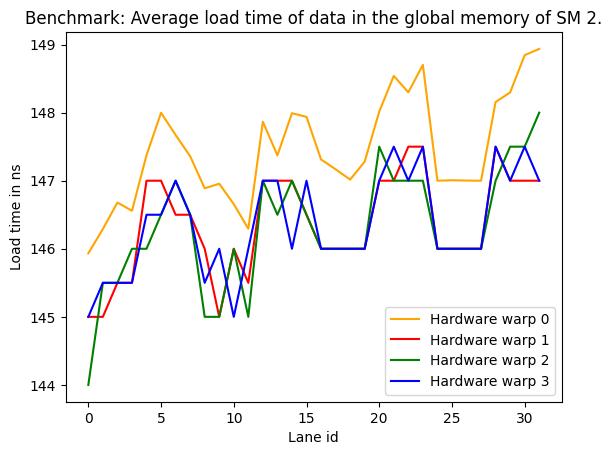 Benchmark: Average load time of data in the global memory of SM 2.
149
148
147
146
145
144
Load time in ns
0 5 10 15 20 25 30
Lane id
Hardware warp 0
Hardware warp 1
Hardware warp 2
Hardware warp 3